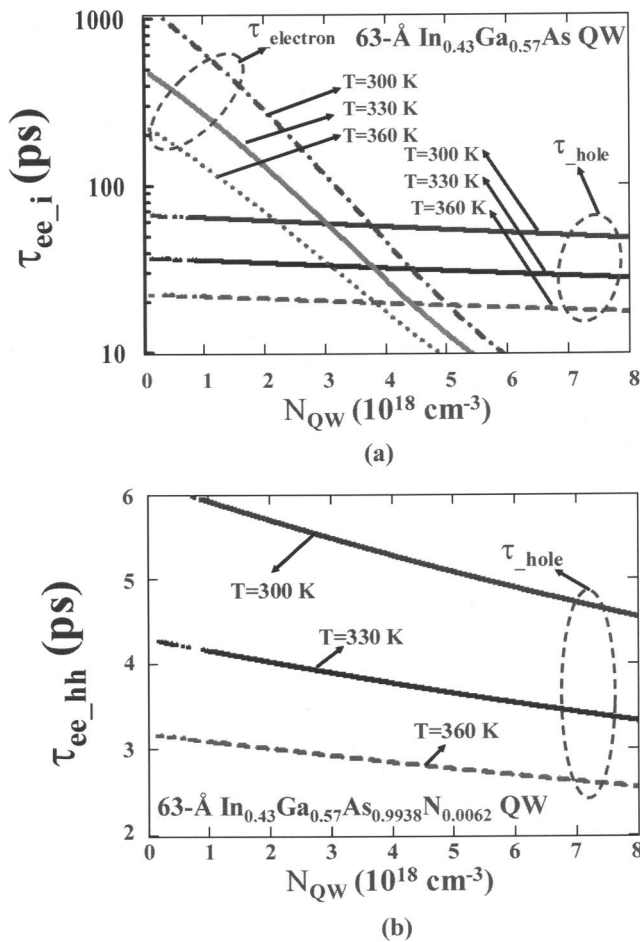 1000
τelectron
63-Å In0.43Ga0.57As QW
T=300 K
T=330 K
T=360 K
T=300 K
T=330 K
T=360 K
τ_hole
100
τee_i (ps)
10
0 1 2 3 4 5 6 7 8
NQW (10^18 cm^-3)
(a)
6
τ_hole
T=300 K
5
τee_hh (ps)
T=330 K
4
T=360 K
3
63-Å In0.43Ga0.57As0.9938N0.0062 QW
2
0 1 2 3 4 5 6 7 8
NQW (10^18 cm^-3)
(b)